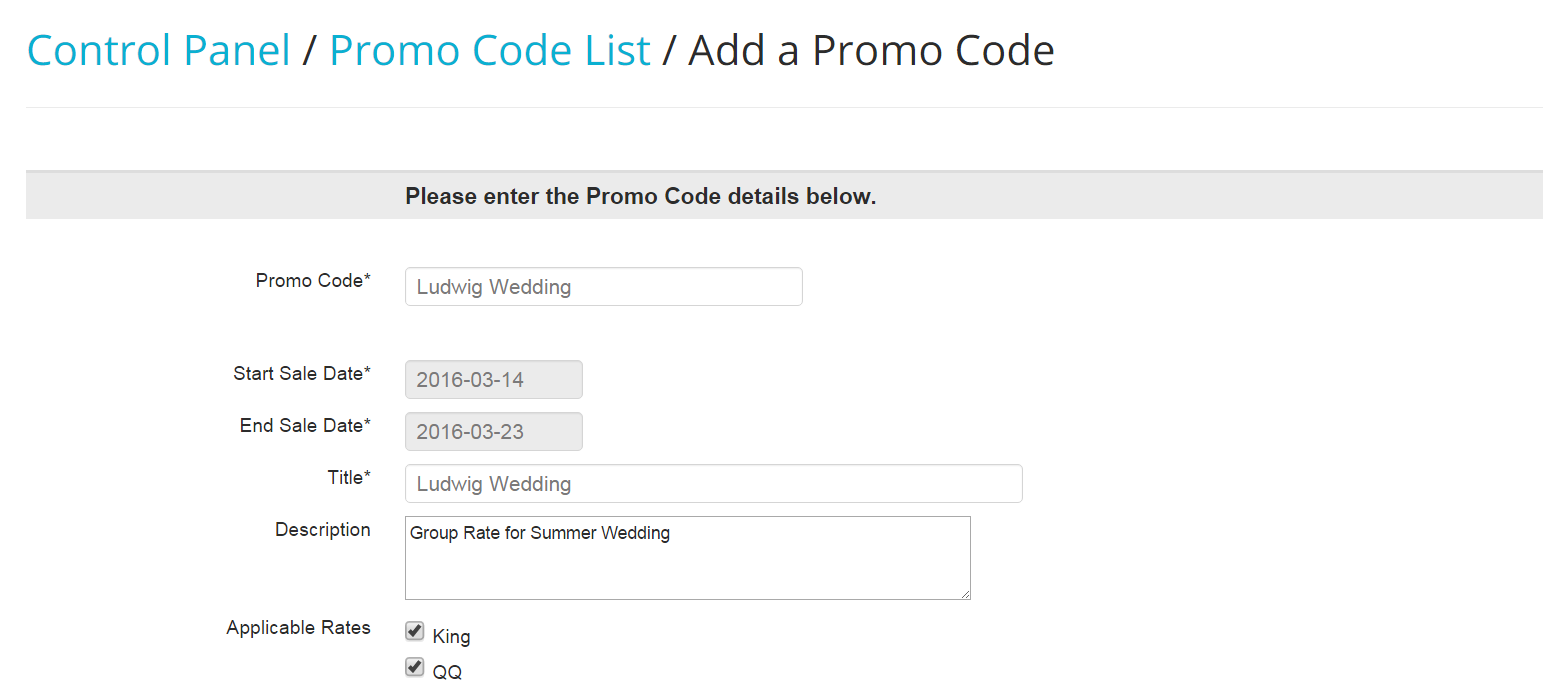 Control Panel / Promo Code List / Add a Promo Code
Please enter the Promo Code details below.
Promo Code* Ludwig Wedding
Start Sale Date* 2016-03-14
End Sale Date* 2016-03-23
Title* Ludwig Wedding
Description Group Rate for Summer Wedding
Applicable Rates King
QQ